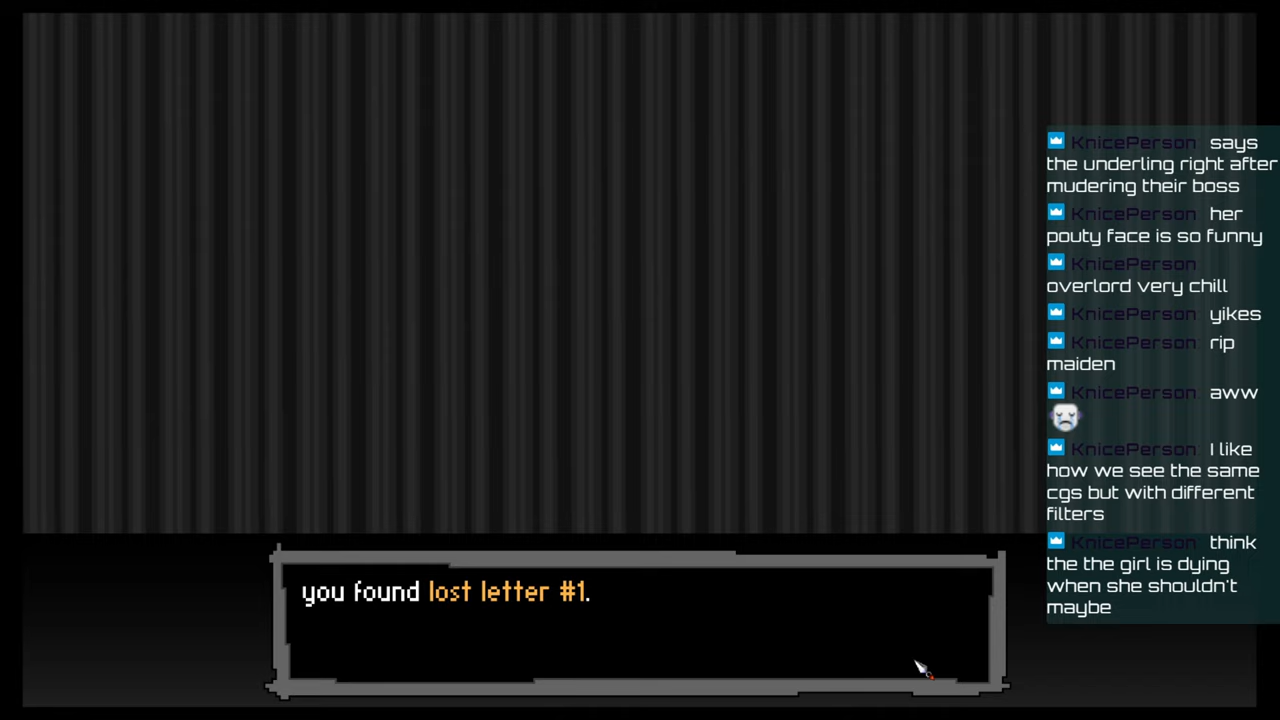 KnicePerson says
the underling right after
mudering their boss
KnicePerson her
pouty face is so funny
KnicePerson
overlord very chill
KnicePerson yikes
KnicePerson rip
maiden
KnicePerson aww
KnicePerson I like
how we see the same
cgs but with different
filters
KnicePerson think
the the girl is dying
when she shouldn't
maybe
you found lost letter #1.